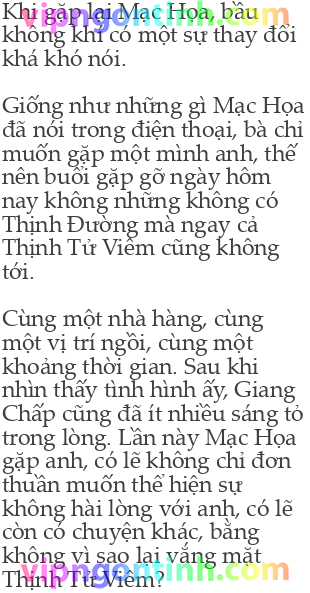 Khi gặp lại Mạc Họa, bầu
vipngontinh.com
không khí có một sự thay đổi
khá khó nói.
Giống như những gì Mạc Họa
đã nói trong điện thoại, bà chỉ
muốn gặp một mình anh, thế
nên buổi gặp gỡ ngày hôm
nay không những không có
Thịnh Đường mà ngay cả
Thịnh Tử Viêm cũng không
tới.
Cùng một nhà hàng, cùng
một vị trí ngồi, cùng một
khoảng thời gian. Sau khi
nhìn thấy tình hình ấy, Giang
Chấp cũng đã ít nhiều sáng tỏ
trong lòng. Lần này Mạc Họa
gặp anh, có lẽ không chỉ đơn
thuần muốn thể hiện sự
không hài lòng với anh, có lẽ
còn có chuyện khác, bằng
không vì sao lại vắng mặt
vipngontinh.com
Thịnh Tử Viêm?